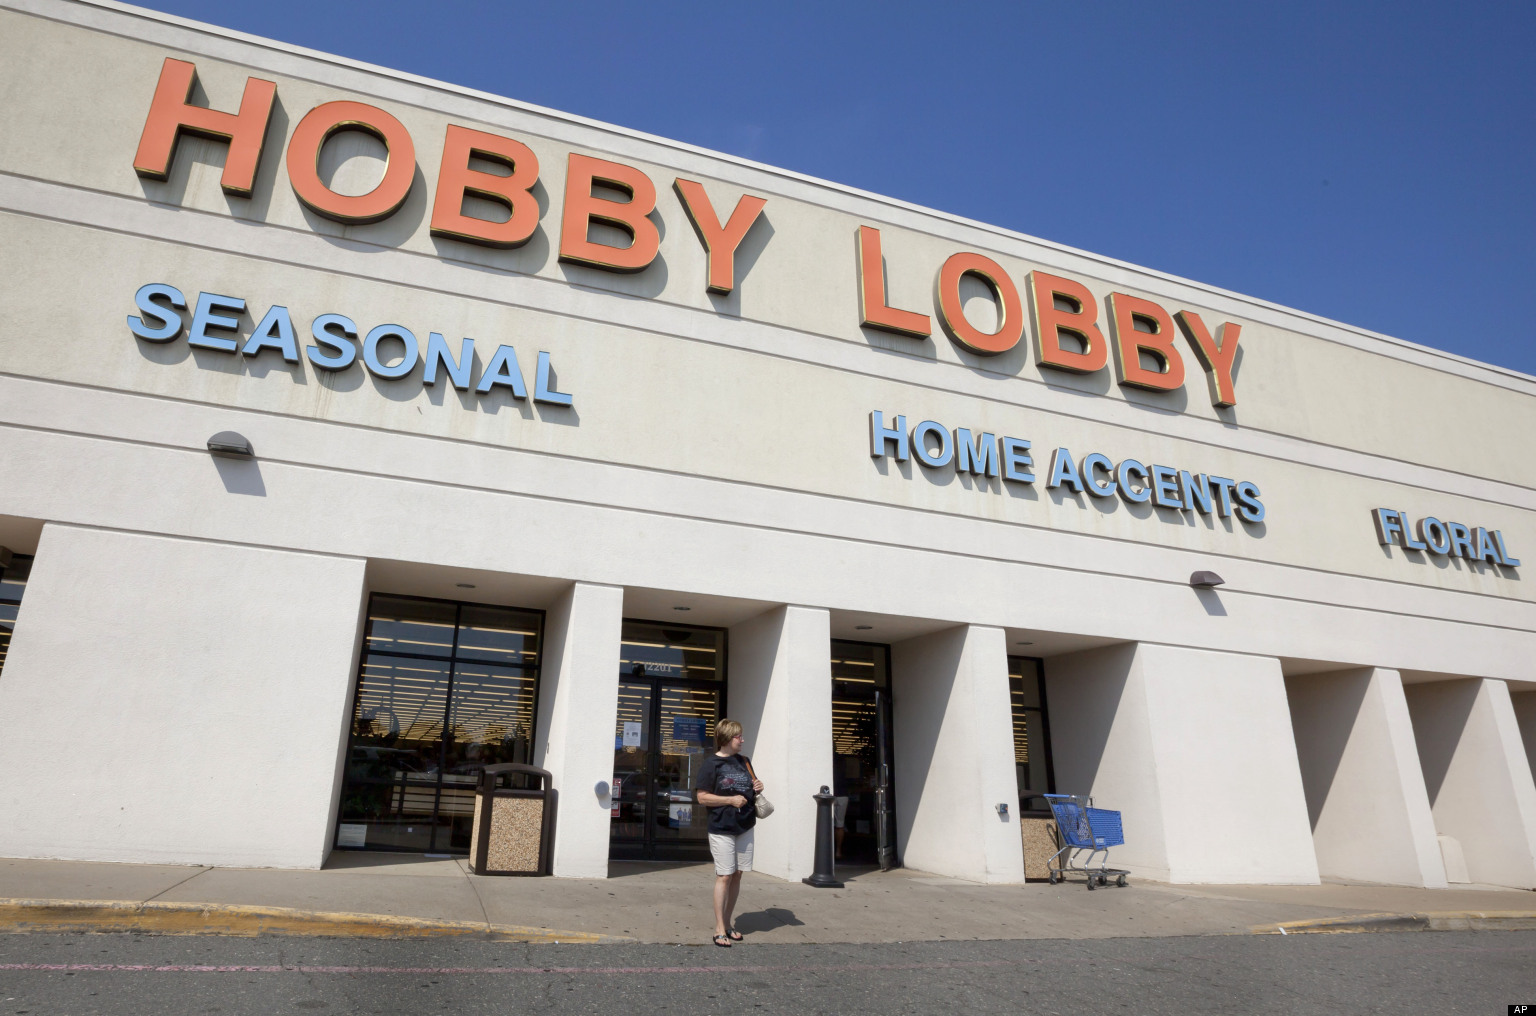 HOBBY LOBBY
SEASONAL
HOME ACCENTS
FLORAL
AP